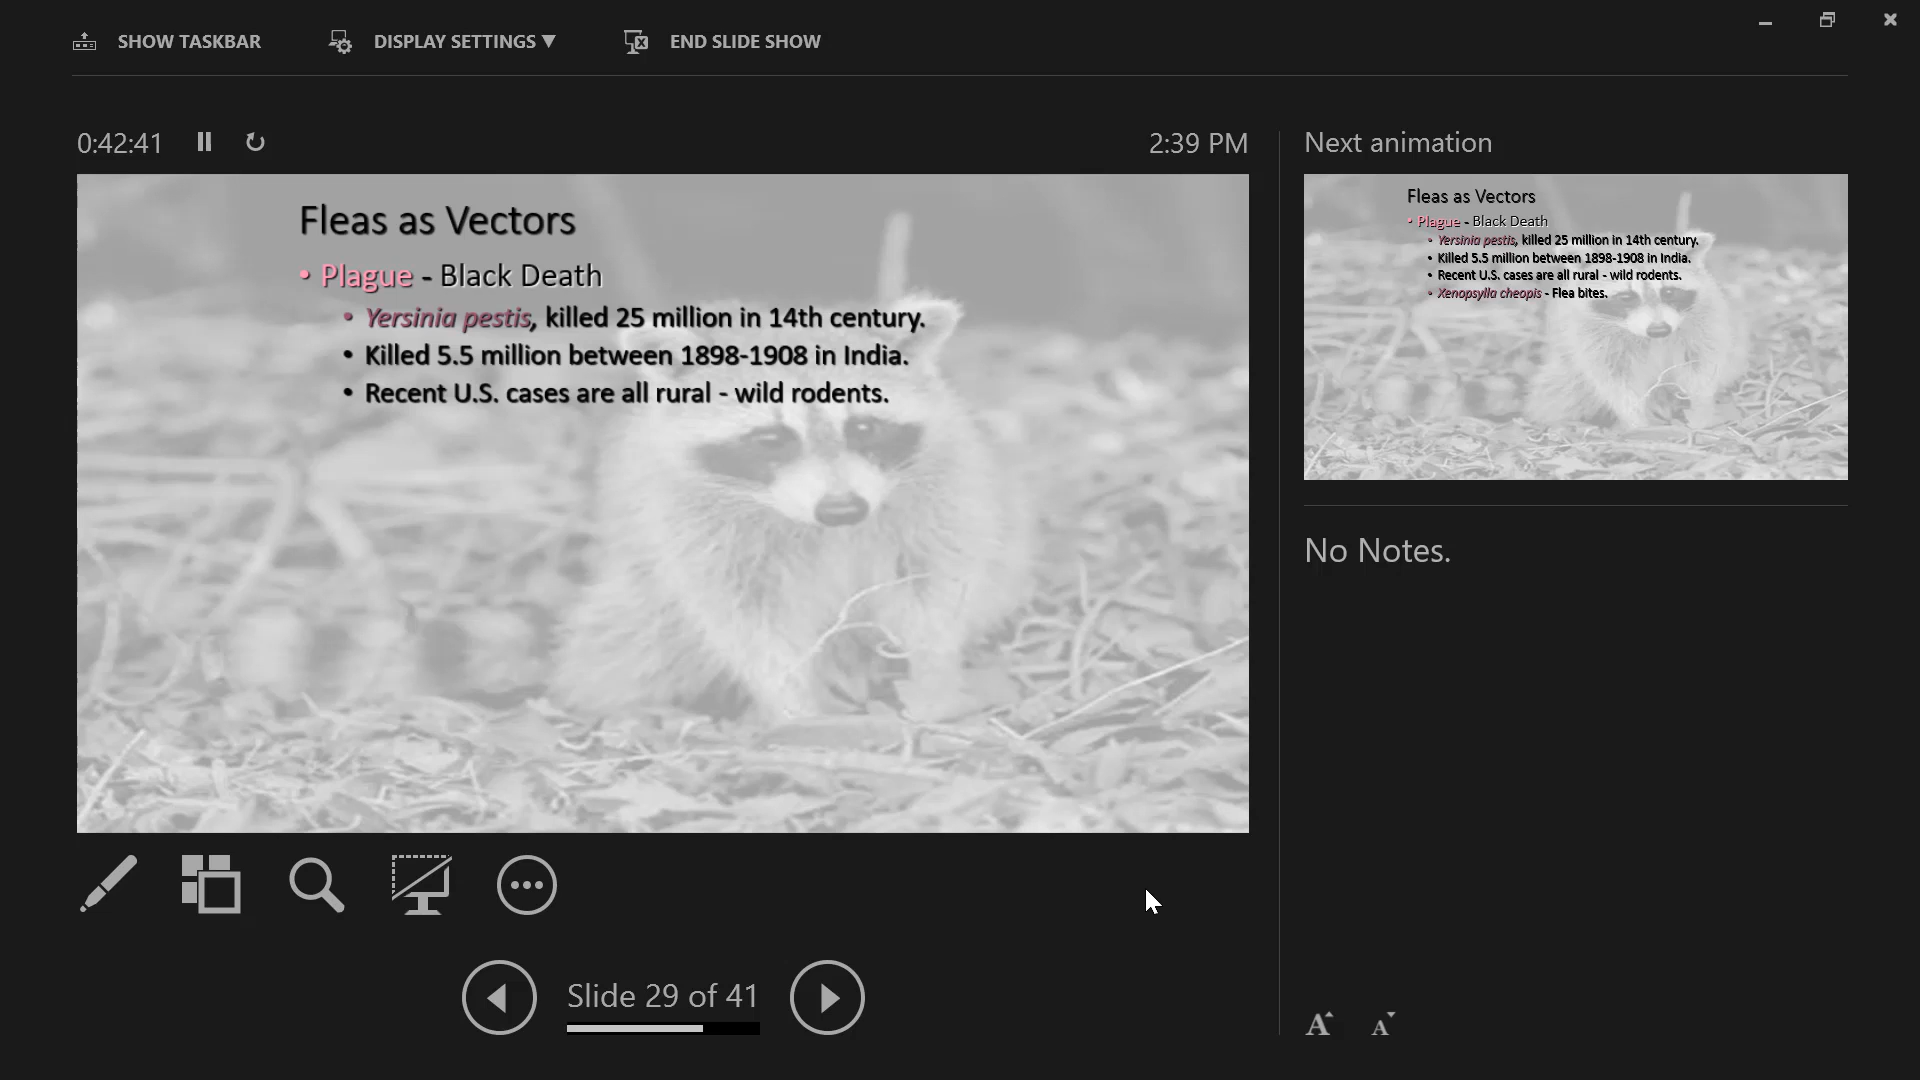 SHOW TASKBAR
DISPLAY SETTINGS ▼
END SLIDE SHOW
0:42:41
2:39 PM
Fleas as Vectors
• Plague - Black Death
• Yersinia pestis, killed 25 million in 14th century.
• Killed 5.5 million between 1898-1908 in India.
• Recent U.S. cases are all rural - wild rodents.
Slide 29 of 41
Next animation
Fleas as Vectors
• Plague - Black Death
• Yersinia pestis, killed 25 million in 14th century.
• Killed 5.5 million between 1898-1908 in India.
• Recent U.S. cases are all rural - wild rodents.
• Xenopsylla cheopis - Flea bites.
No Notes.
A A